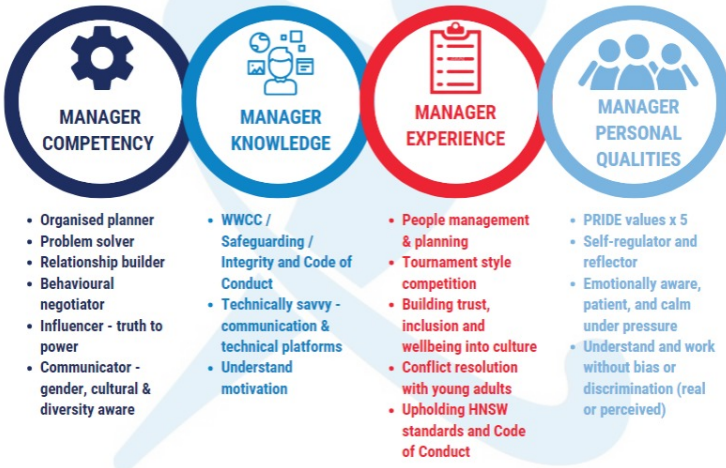 MANAGER
COMPETENCY
• Organised planner
• Problem solver
• Relationship builder
• Behavioural
negotiator
• Influencer - truth to
power
• Communicator -
gender, cultural &
diversity aware
MANAGER
KNOWLEDGE
• WWCC /
Safeguarding /
Integrity and Code of
Conduct
• Technically savvy -
communication &
technical platforms
• Understand
motivation
MANAGER
EXPERIENCE
• People management
& planning
• Tournament style
competition
• Building trust,
inclusion and
wellbeing into culture
• Conflict resolution
with young adults
• Upholding HNSW
standards and Code
of Conduct
MANAGER
PERSONAL
QUALITIES
• PRIDE values x 5
• Self-regulator and
reflector
• Emotionally aware,
patient, and calm
under pressure
• Understand and work
without bias or
discrimination (real
or perceived)